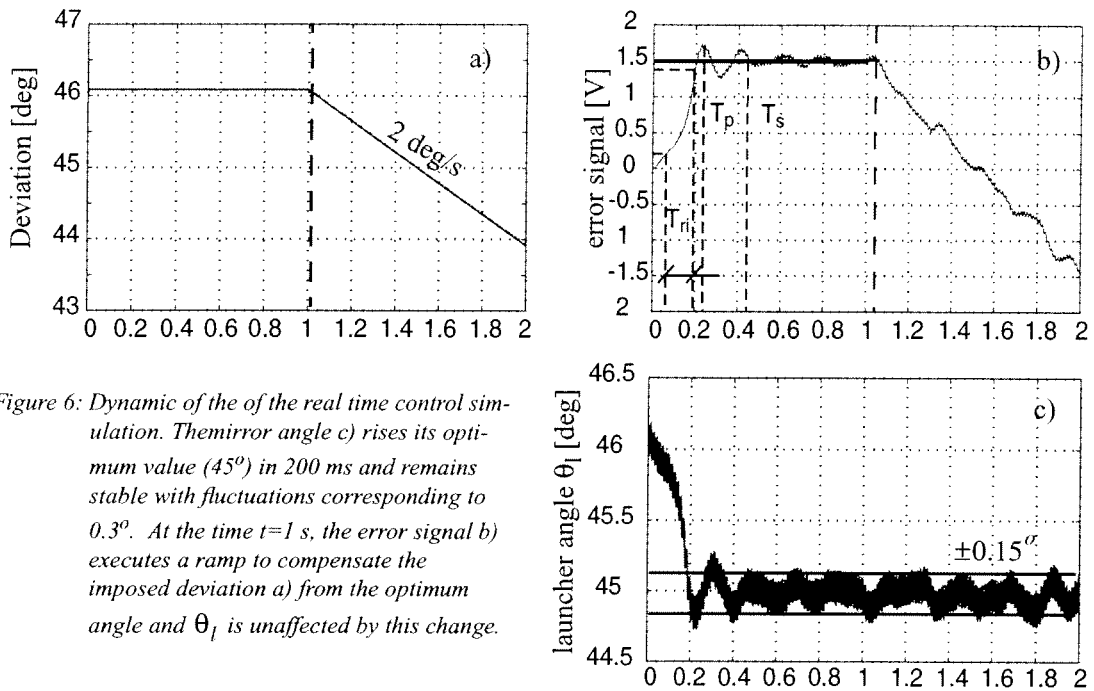 47
46
45
44
43
Deviation [deg]
a)
2 deg/s
0 0.2 0.4 0.6 0.8 1 1.2 1.4 1.6 1.8 2
2
1.5
1
0.5
0
-0.5
1
-1.5
2
error signal [V]
b)
Tp
Ts
Tri
0 0.2 0.4 0.6 0.8 1 1.2 1.4 1.6 1.8 2
Figure 6: Dynamic of the of the real time control sim-
ulation. Themirror angle c) rises its opti-
mum value (45º) in 200 ms and remains
stable with fluctuations corresponding to
0.3º. At the time t=1 s, the error signal b)
executes a ramp to compensate the
imposed deviation a) from the optimum
angle and θl is unaffected by this change.
46.5
46
45.5
45
44.5
launcher angle θl [deg]
c)
±0.15º
0 0.2 0.4 0.6 0.8 1 1.2 1.4 1.6 1.8 2